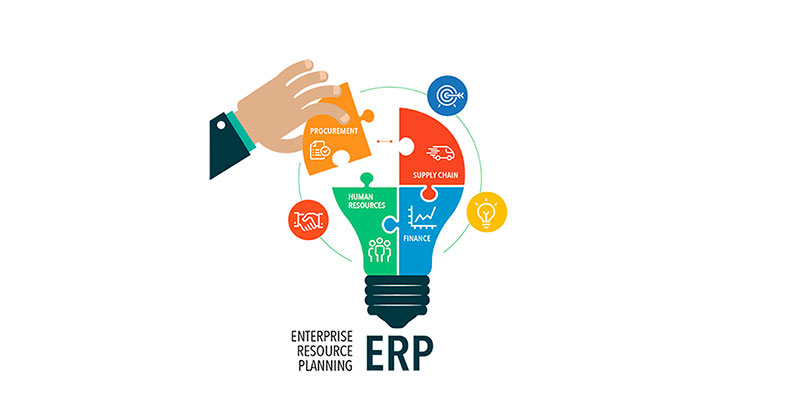 PROCUREMENT
SUPPLY CHAIN
HUMAN
RESOURCES
FINANCE
ENTERPRISE
RESOURCE
PLANNING
ERP